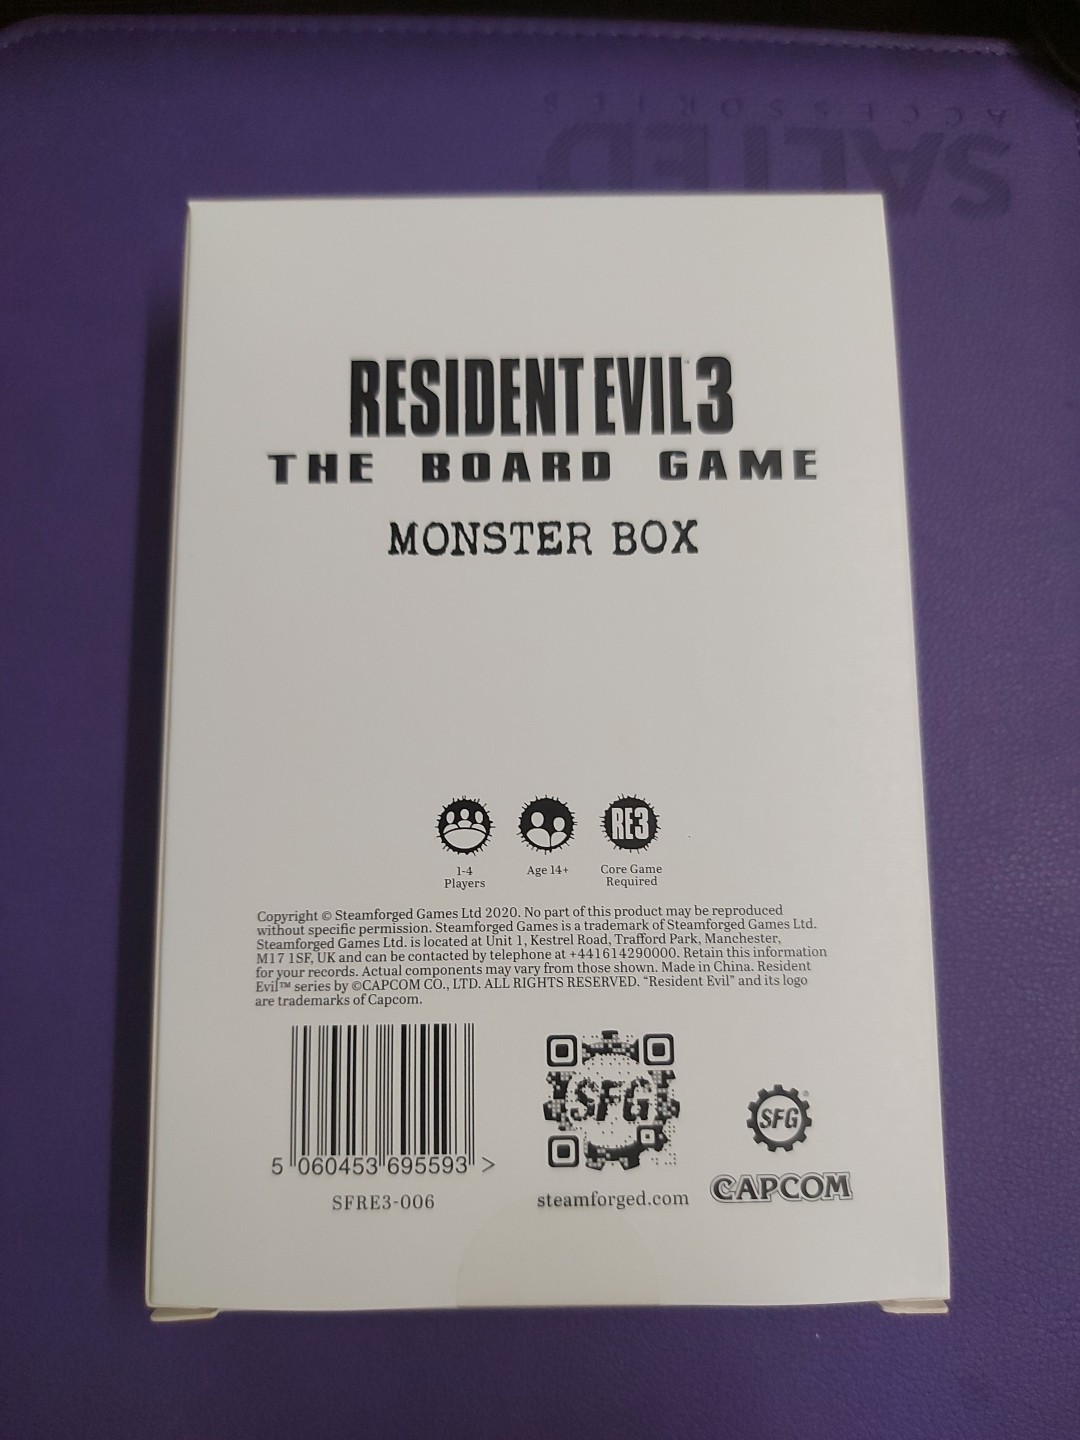 ACCESSORIES
SALTED
RESIDENT EVIL 3
THE BOARD GAME
MONSTER BOX
RE3
1-4
Players
Age 14+
Core Game
Required
Copyright © Steamforged Games Ltd 2020. No part of this product may be reproduced
without specific permission. Steamforged Games is a trademark of Steamforged Games Ltd.
Steamforged Games Ltd. is located at Unit 1, Kestrel Road, Trafford Park, Manchester,
M17 1SF, UK and can be contacted by telephone at +441614290000. Retain this information
for your records. Actual components may vary from those shown. Made in China. Resident
Evil™ series by ©CAPCOM CO., LTD. ALL RIGHTS RESERVED. “Resident Evil” and its logo
are trademarks of Capcom.
SFG
SFG
5 060453 695593 >
SFRE3-006
steamforged.com
CAPCOM